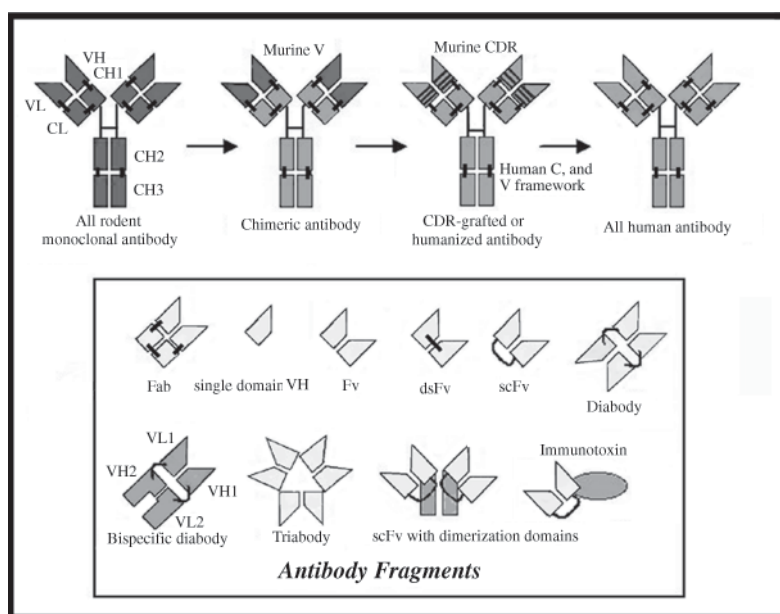 VH
CH1
VL
CL
CH2
CH3
All rodent
monoclonal antibody
Murine V
Chimeric antibody
Murine CDR
Human C, and
V framework
CDR-grafted or
humanized antibody
All human antibody
Fab
single domain VH
Fv
dsFv
scFv
Diabody
VL1
VH2
VH1
VL2
Bispecific diabody
Triabody
scFv with dimerization domains
Immunotoxin
Antibody Fragments